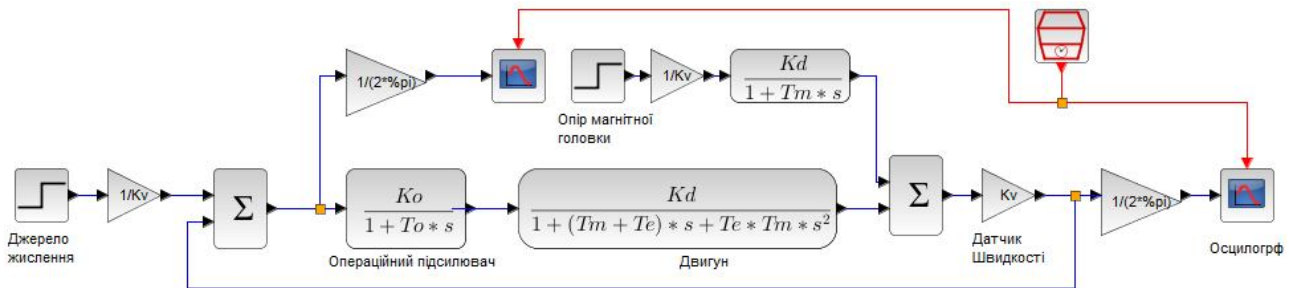 1/(2*%pi)
1/Kv
Kd
1 + Tm * s
Опір магнітної
головки
1/Kv
Σ
Ko
1 + To * s
Kd
1 + (Tm + Te) * s + Te * Tm * s²
Σ
Kv
1/(2*%pi)
Джерело
жислення
Операційний підсилювач
Двигун
Датчик
Швидкості
Осцилогрф